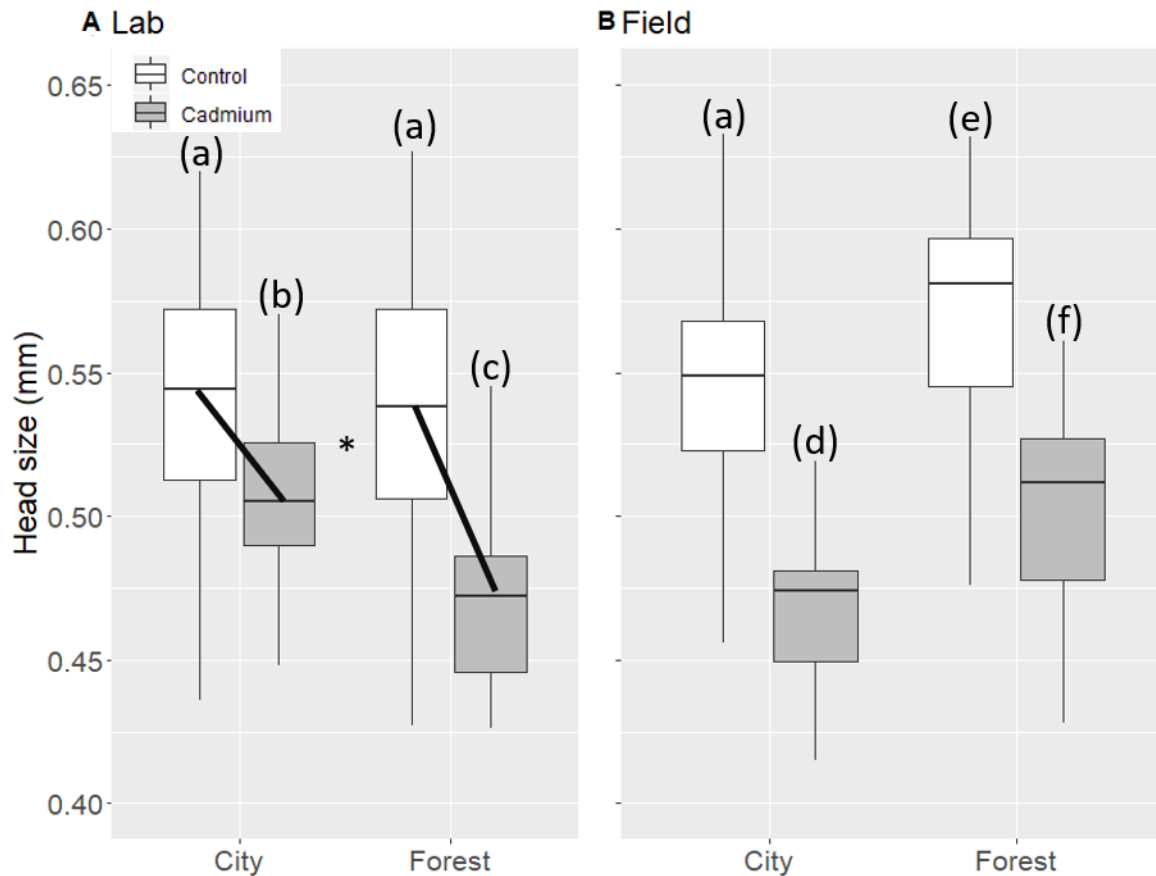 A Lab
B Field
Control
Cadmium
(a)
(b)
(a)
(c)
*
(a)
(d)
(e)
(f)
Head size (mm)
0.65
0.60
0.55
0.50
0.45
0.40
City
Forest
City
Forest